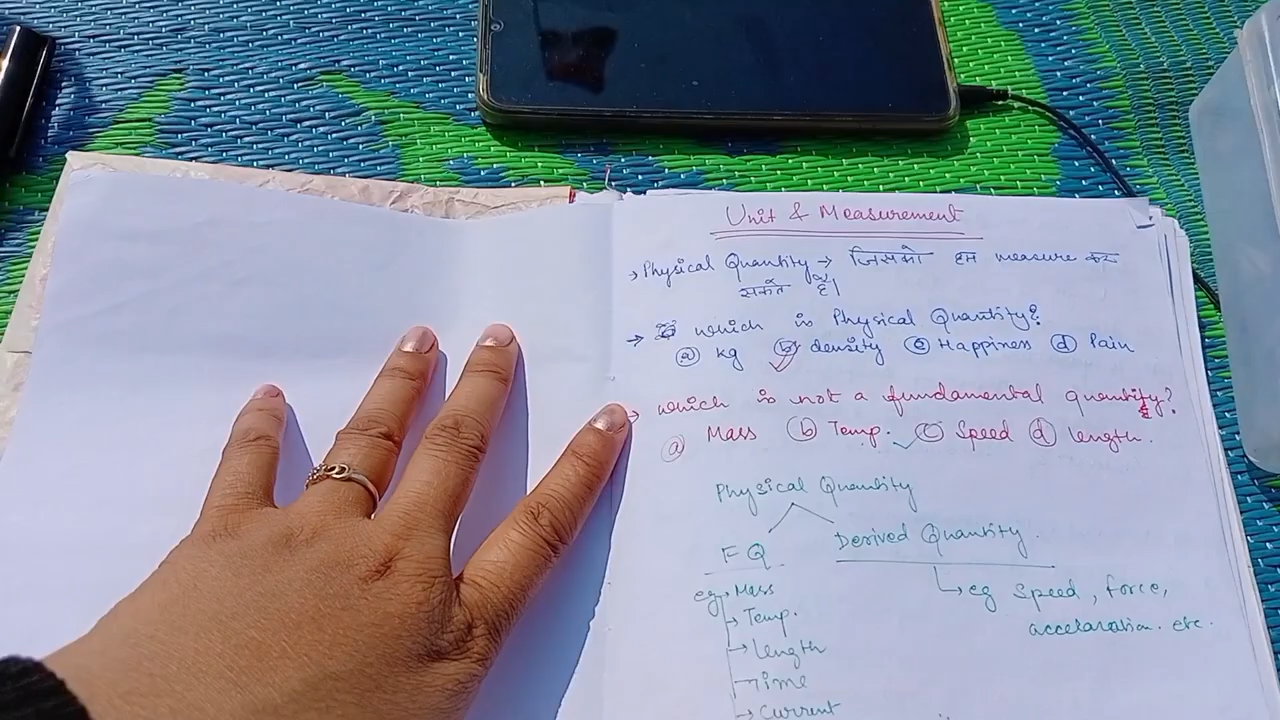 Unit & Measurement
→ Physical Quantity → जिसको हम measure कर
सकते हैं।
→ which is Physical Quantity?
ⓐ kg ⓑ density ⓒ Happiness ⓓ Pain
→ which is not a fundamental quantity?
ⓐ Mass ⓑ Temp. ⓒ Speed ⓓ length.
Physical Quantity
FQ Derived Quantity
eg → Mass ↳ eg Speed, force,
→ Temp. accelaration. etc.
→ length
Time
→ Current